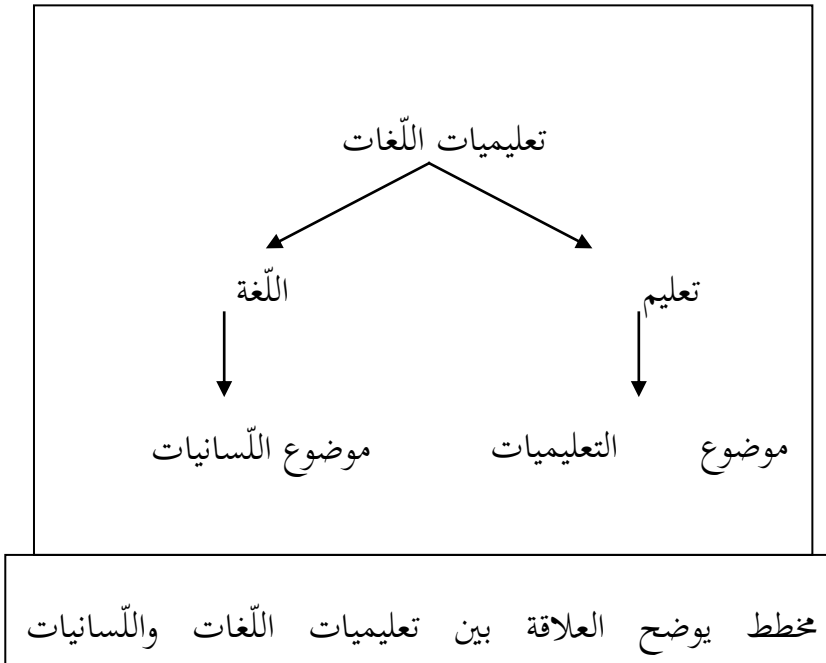 تعليميات اللّغات
تعليم اللّغة
موضوع التعليميات موضوع اللّسانيات
مخطط يوضح العلاقة بين تعليميات اللّغات واللّسانيات